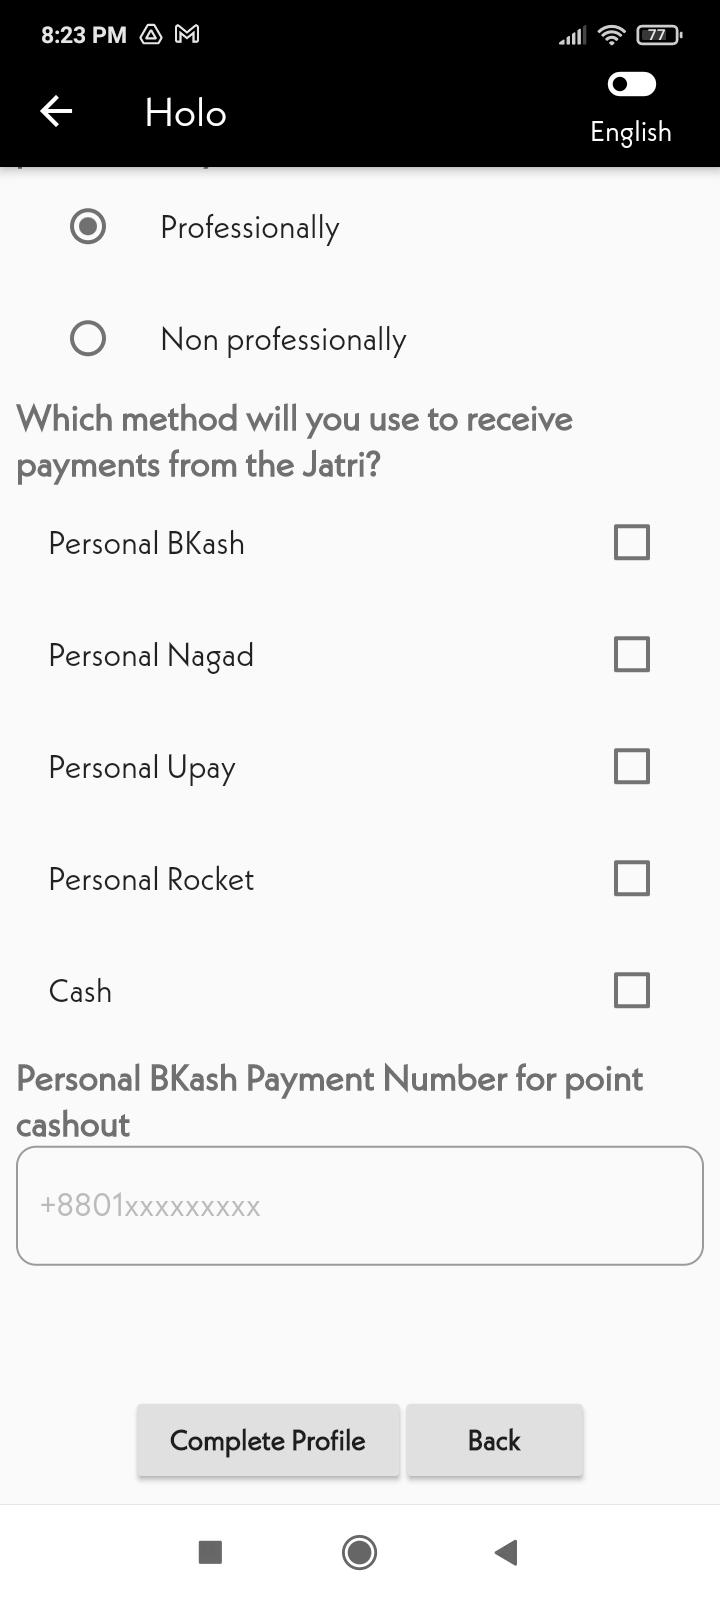 8:23 PM
77
Holo
English
Professionally
Non professionally
Which method will you use to receive
payments from the Jatri?
Personal BKash
Personal Nagad
Personal Upay
Personal Rocket
Cash
Personal BKash Payment Number for point
cashout
+8801xxxxxxxxx
Complete Profile
Back